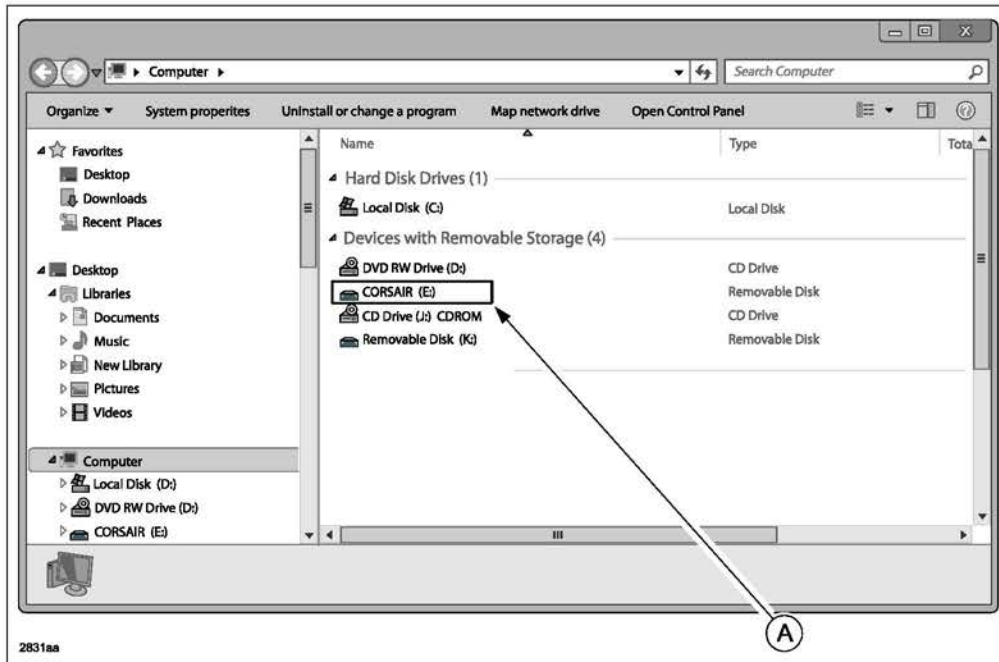 Computer
Search Computer
Organize
System properites
Uninstall or change a program
Map network drive
Open Control Panel
Favorites
Desktop
Downloads
Recent Places
Desktop
Libraries
Documents
Music
New Library
Pictures
Videos
Computer
Local Disk (D:)
DVD RW Drive (D:)
CORSAIR (E:)
Name Type Tota
Hard Disk Drives (1)
Local Disk (C:) Local Disk
Devices with Removable Storage (4)
DVD RW Drive (D:) CD Drive
CORSAIR (E:) Removable Disk
CD Drive (J:) CDROM CD Drive
Removable Disk (K:) Removable Disk
A
2831aa